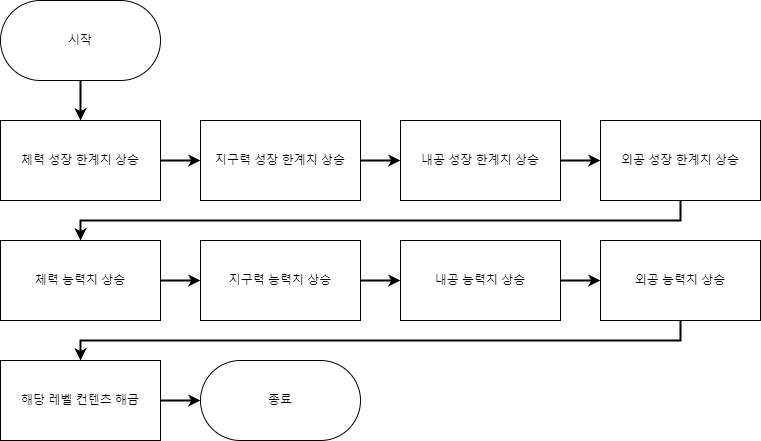 시작
체력 성장 한계치 상승
지구력 성장 한계치 상승
내공 성장 한계치 상승
외공 성장 한계치 상승
체력 능력치 상승
지구력 능력치 상승
내공 능력치 상승
외공 능력치 상승
해당 레벨 컨텐츠 해금
종료